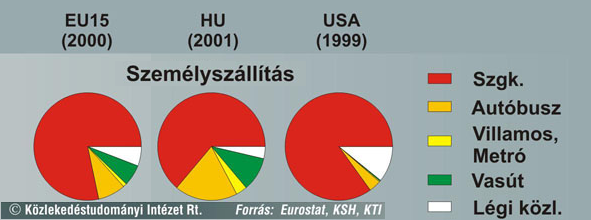 EU15 HU USA
(2000) (2001) (1999)
Személyszállítás
Szgk.
Autóbusz
Villamos,
Metró
Vasút
Légi közl.
© Közlekedéstudományi Intézet Rt. Forrás: Eurostat, KSH, KTI